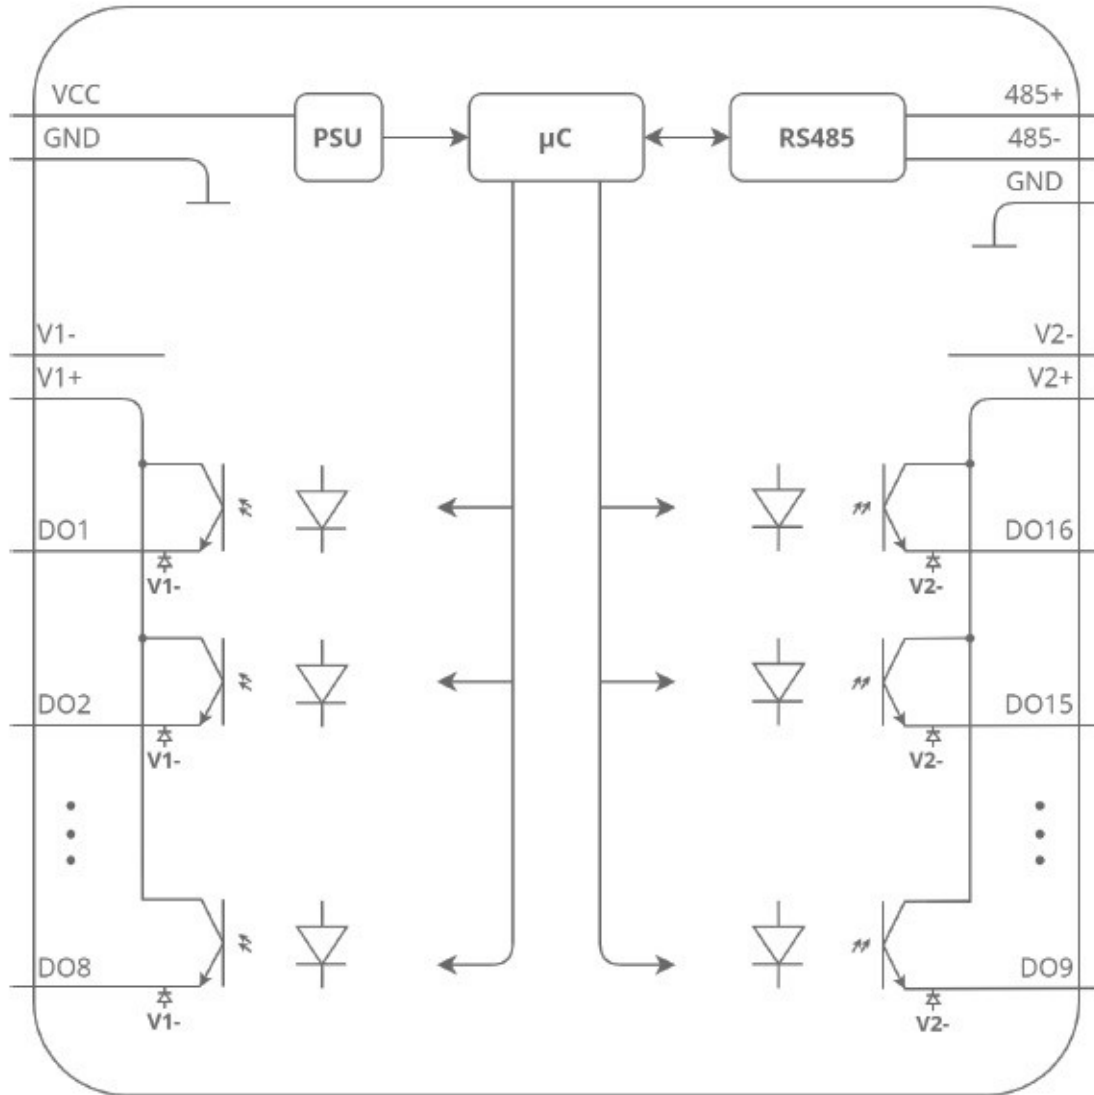 VCC
GND
PSU
µC
RS485
485+
485-
GND
V1-
V1+
V2-
V2+
DO1
V1-
DO16
V2-
DO2
V1-
DO15
V2-
DO8
V1-
DO9
V2-